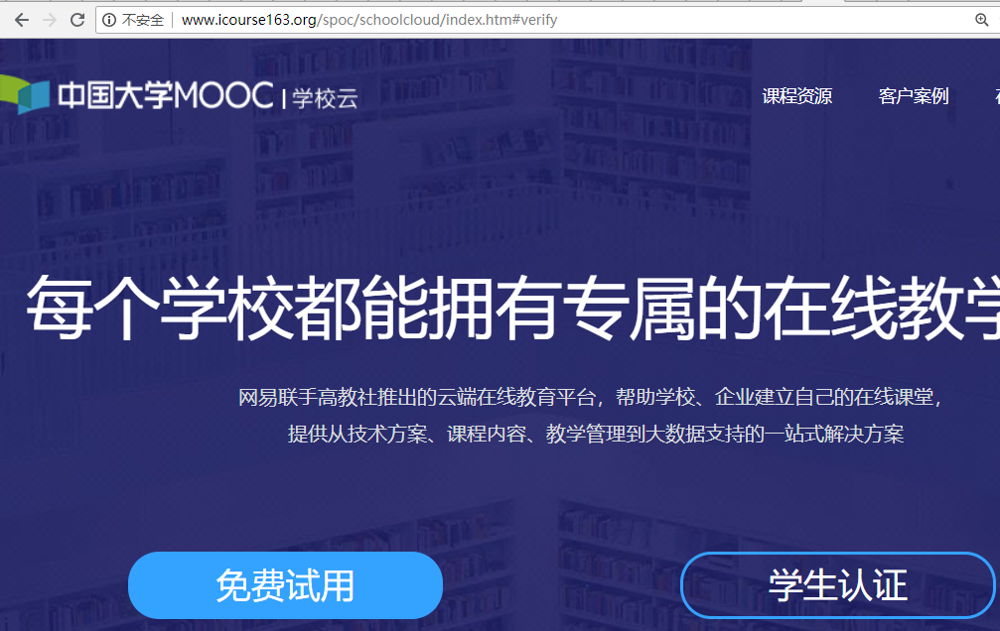 不安全 www.icourse163.org/spoc/schoolcloud/index.htm#verify
中国大学MOOC | 学校云
课程资源 客户案例
每个学校都能拥有专属的在线教学
网易联手高教社推出的云端在线教育平台，帮助学校、企业建立自己的在线课堂，
提供从技术方案、课程内容、教学管理到大数据支持的一站式解决方案
免费试用 学生认证